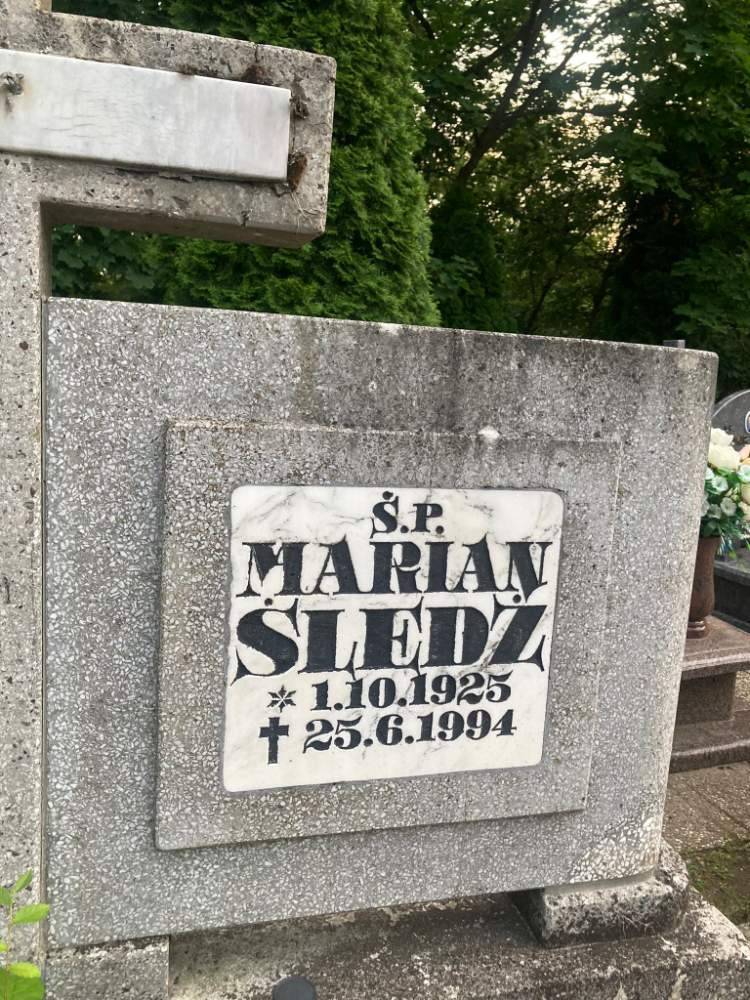 Ś.P.
MARIAN
ŚLEDŹ
* 1.10.1925
✝ 25.6.1994